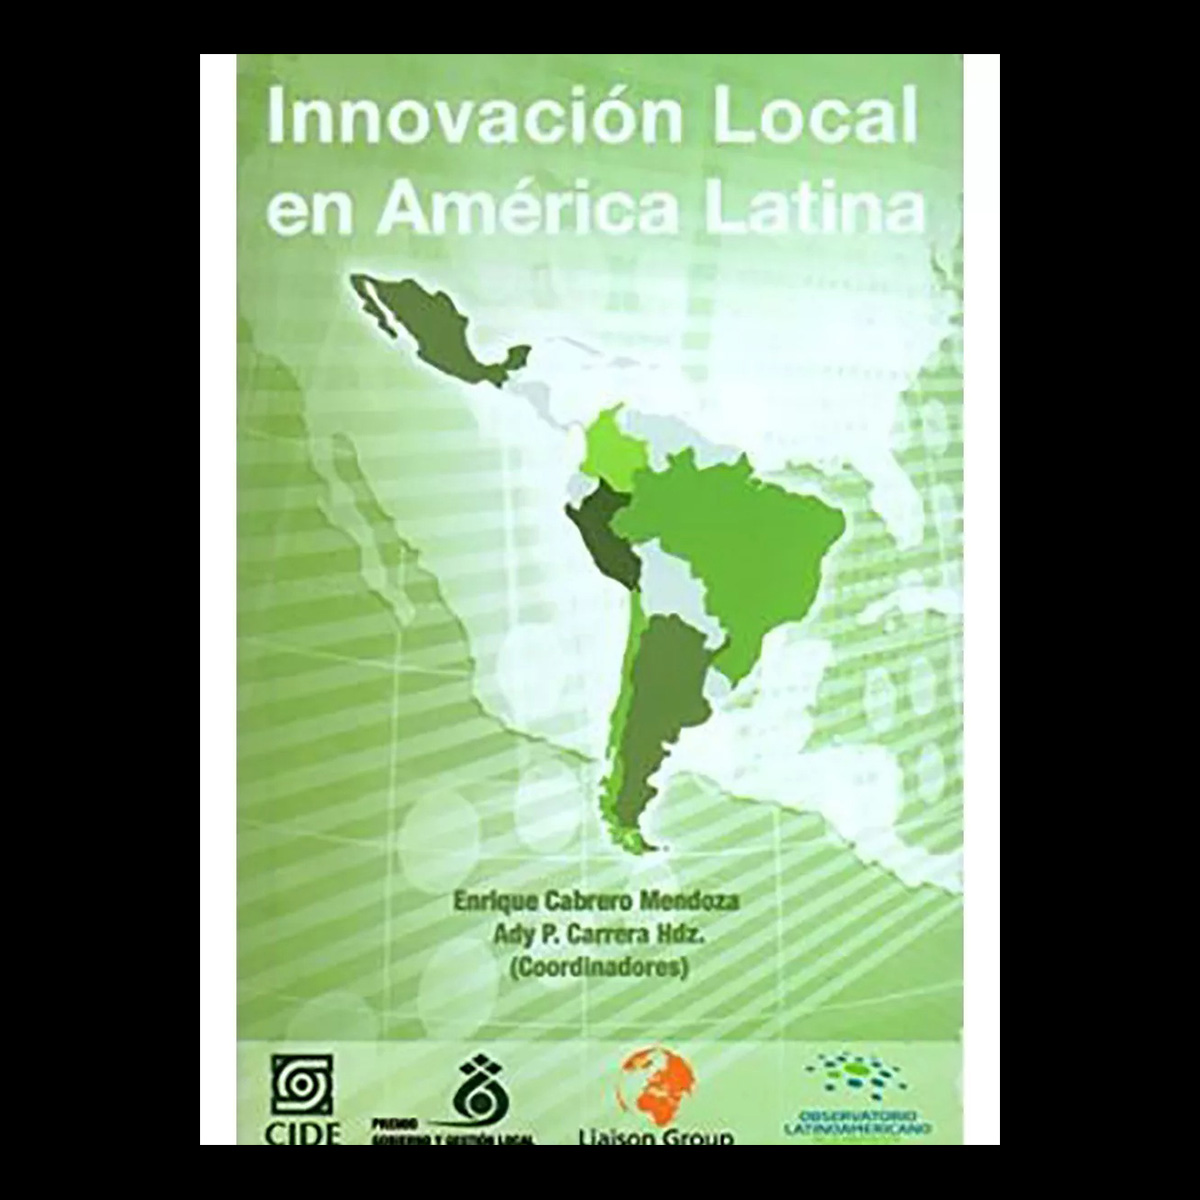 Innovación Local
en América Latina
Enrique Cabrero Mendoza
Ady P. Carrera Hdz.
(Coordinadores)
CIDE
PREMIO
GOBIERNO Y GESTIÓN LOCAL
Liaison Group
OBSERVATORIO
LATINOAMERICANO